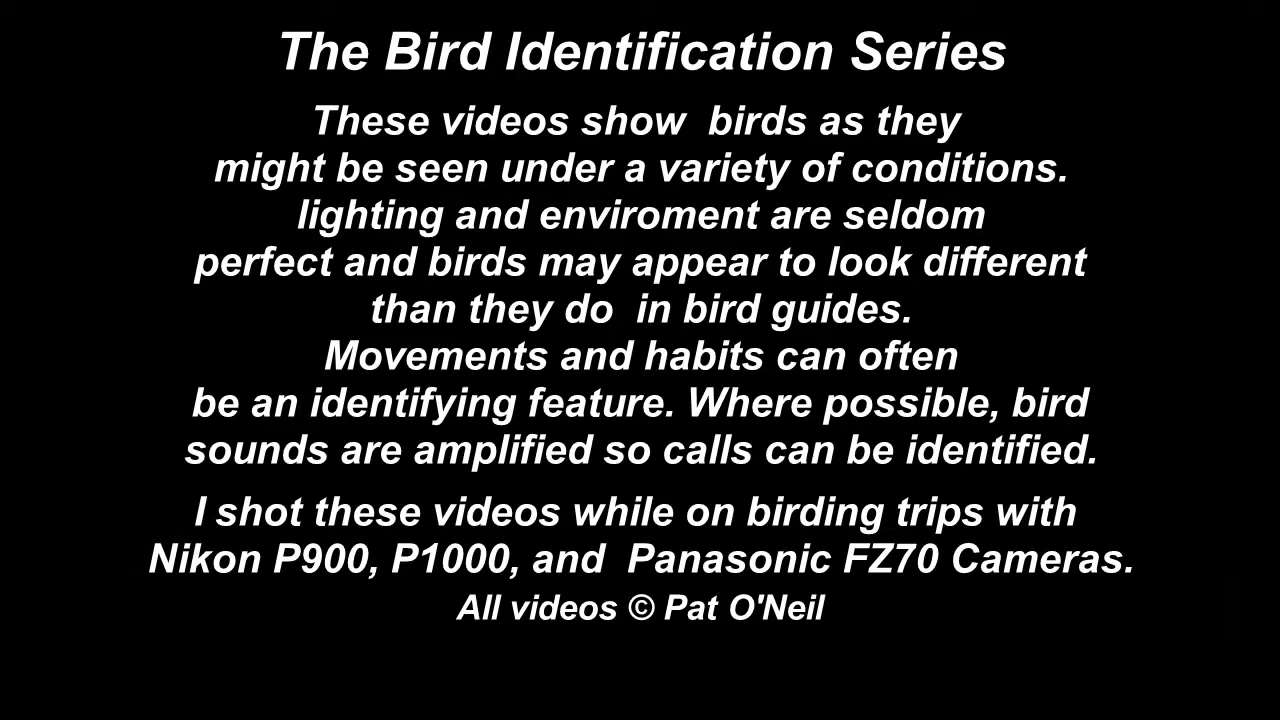 The Bird Identification Series
These videos show  birds as they
might be seen under a variety of conditions.
lighting and enviroment are seldom
perfect and birds may appear to look different
than they do  in bird guides.
Movements and habits can often
be an identifying feature. Where possible, bird
sounds are amplified so calls can be identified.
I shot these videos while on birding trips with
Nikon P900, P1000, and  Panasonic FZ70 Cameras.
All videos © Pat O'Neil